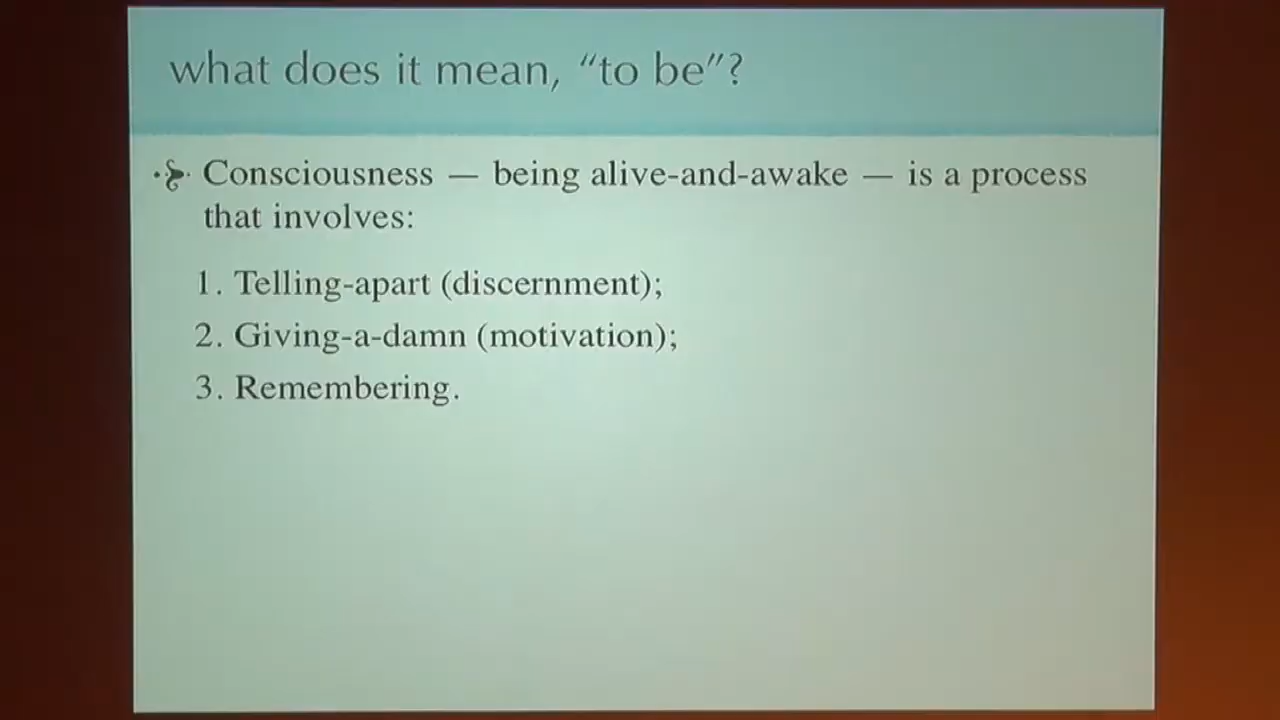 what does it mean, “to be”?
Consciousness — being alive-and-awake — is a process
that involves:
1. Telling-apart (discernment);
2. Giving-a-damn (motivation);
3. Remembering.